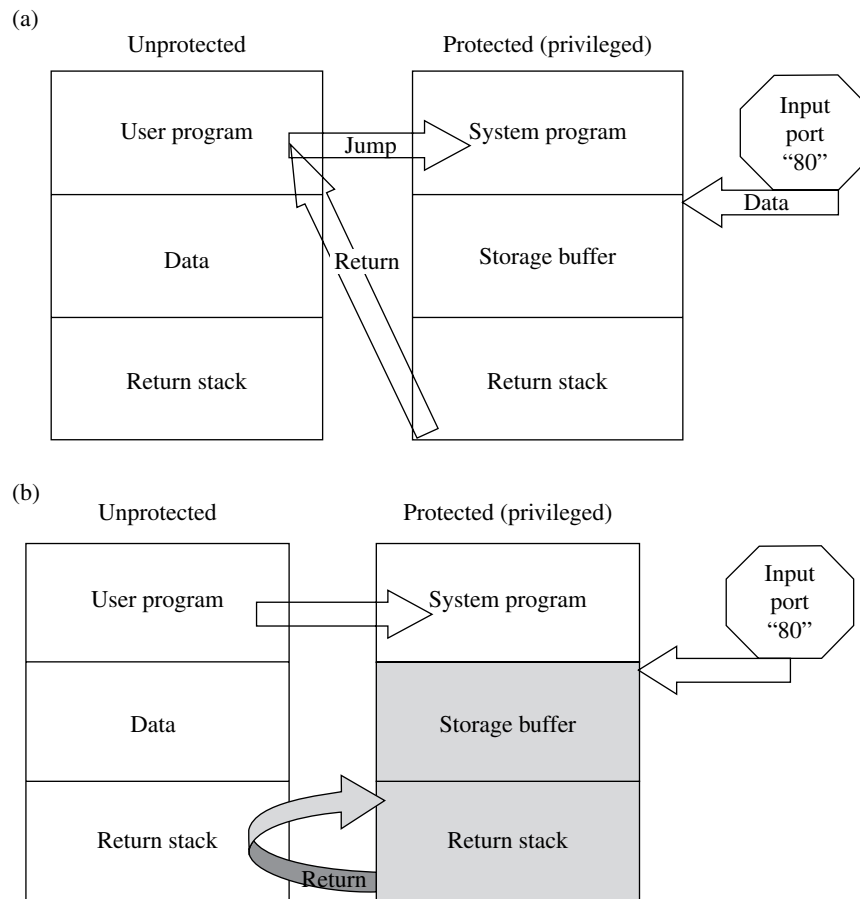 (a)
Unprotected
Protected (privileged)
User program
Jump
System program
Input
port
“80”
Data
Data
Return
Storage buffer
Return stack
Return stack
(b)
Unprotected
Protected (privileged)
User program
System program
Input
port
“80”
Data
Storage buffer
Return stack
Return
Return stack